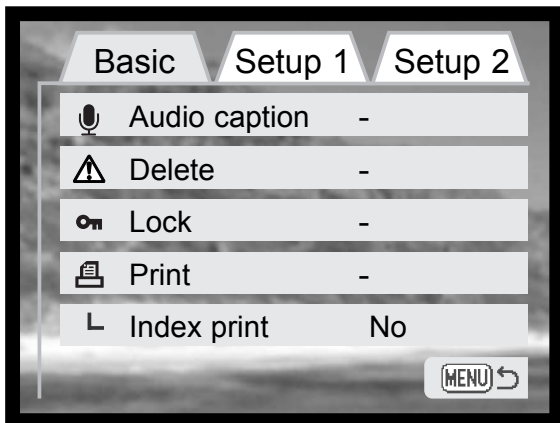 Basic Setup 1 Setup 2
Audio caption -
Delete -
Lock -
Print -
Index print No
MENU